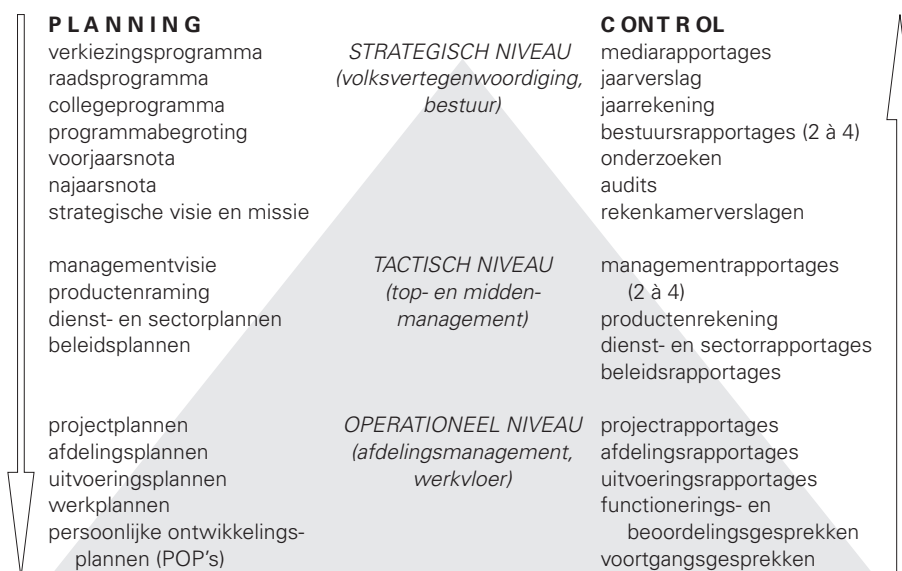 PLANNING
verkiezingsprogramma
raadsprogramma
collegeprogramma
programmabegroting
voorjaarsnota
najaarsnota
strategische visie en missie
managementvisie
productenraming
dienst- en sectorplannen
beleidsplannen
projectplannen
afdelingsplannen
uitvoeringsplannen
werkplannen
persoonlijke ontwikkelings-
plannen (POP's)
STRATEGISCH NIVEAU
(volksvertegenwoordiging,
bestuur)
TACTISCH NIVEAU
(top- en midden-
management)
OPERATIONEEL NIVEAU
(afdelingsmanagement,
werkvloer)
CONTROL
mediarapportages
jaarverslag
jaarrekening
bestuursrapportages (2 à 4)
onderzoeken
audits
rekenkamerverslagen
managementrapportages
(2 à 4)
productenrekening
dienst- en sectorrapportages
beleidsrapportages
projectrapportages
afdelingsrapportages
uitvoeringsrapportages
functionerings- en
beoordelingsgesprekken
voortgangsgesprekken